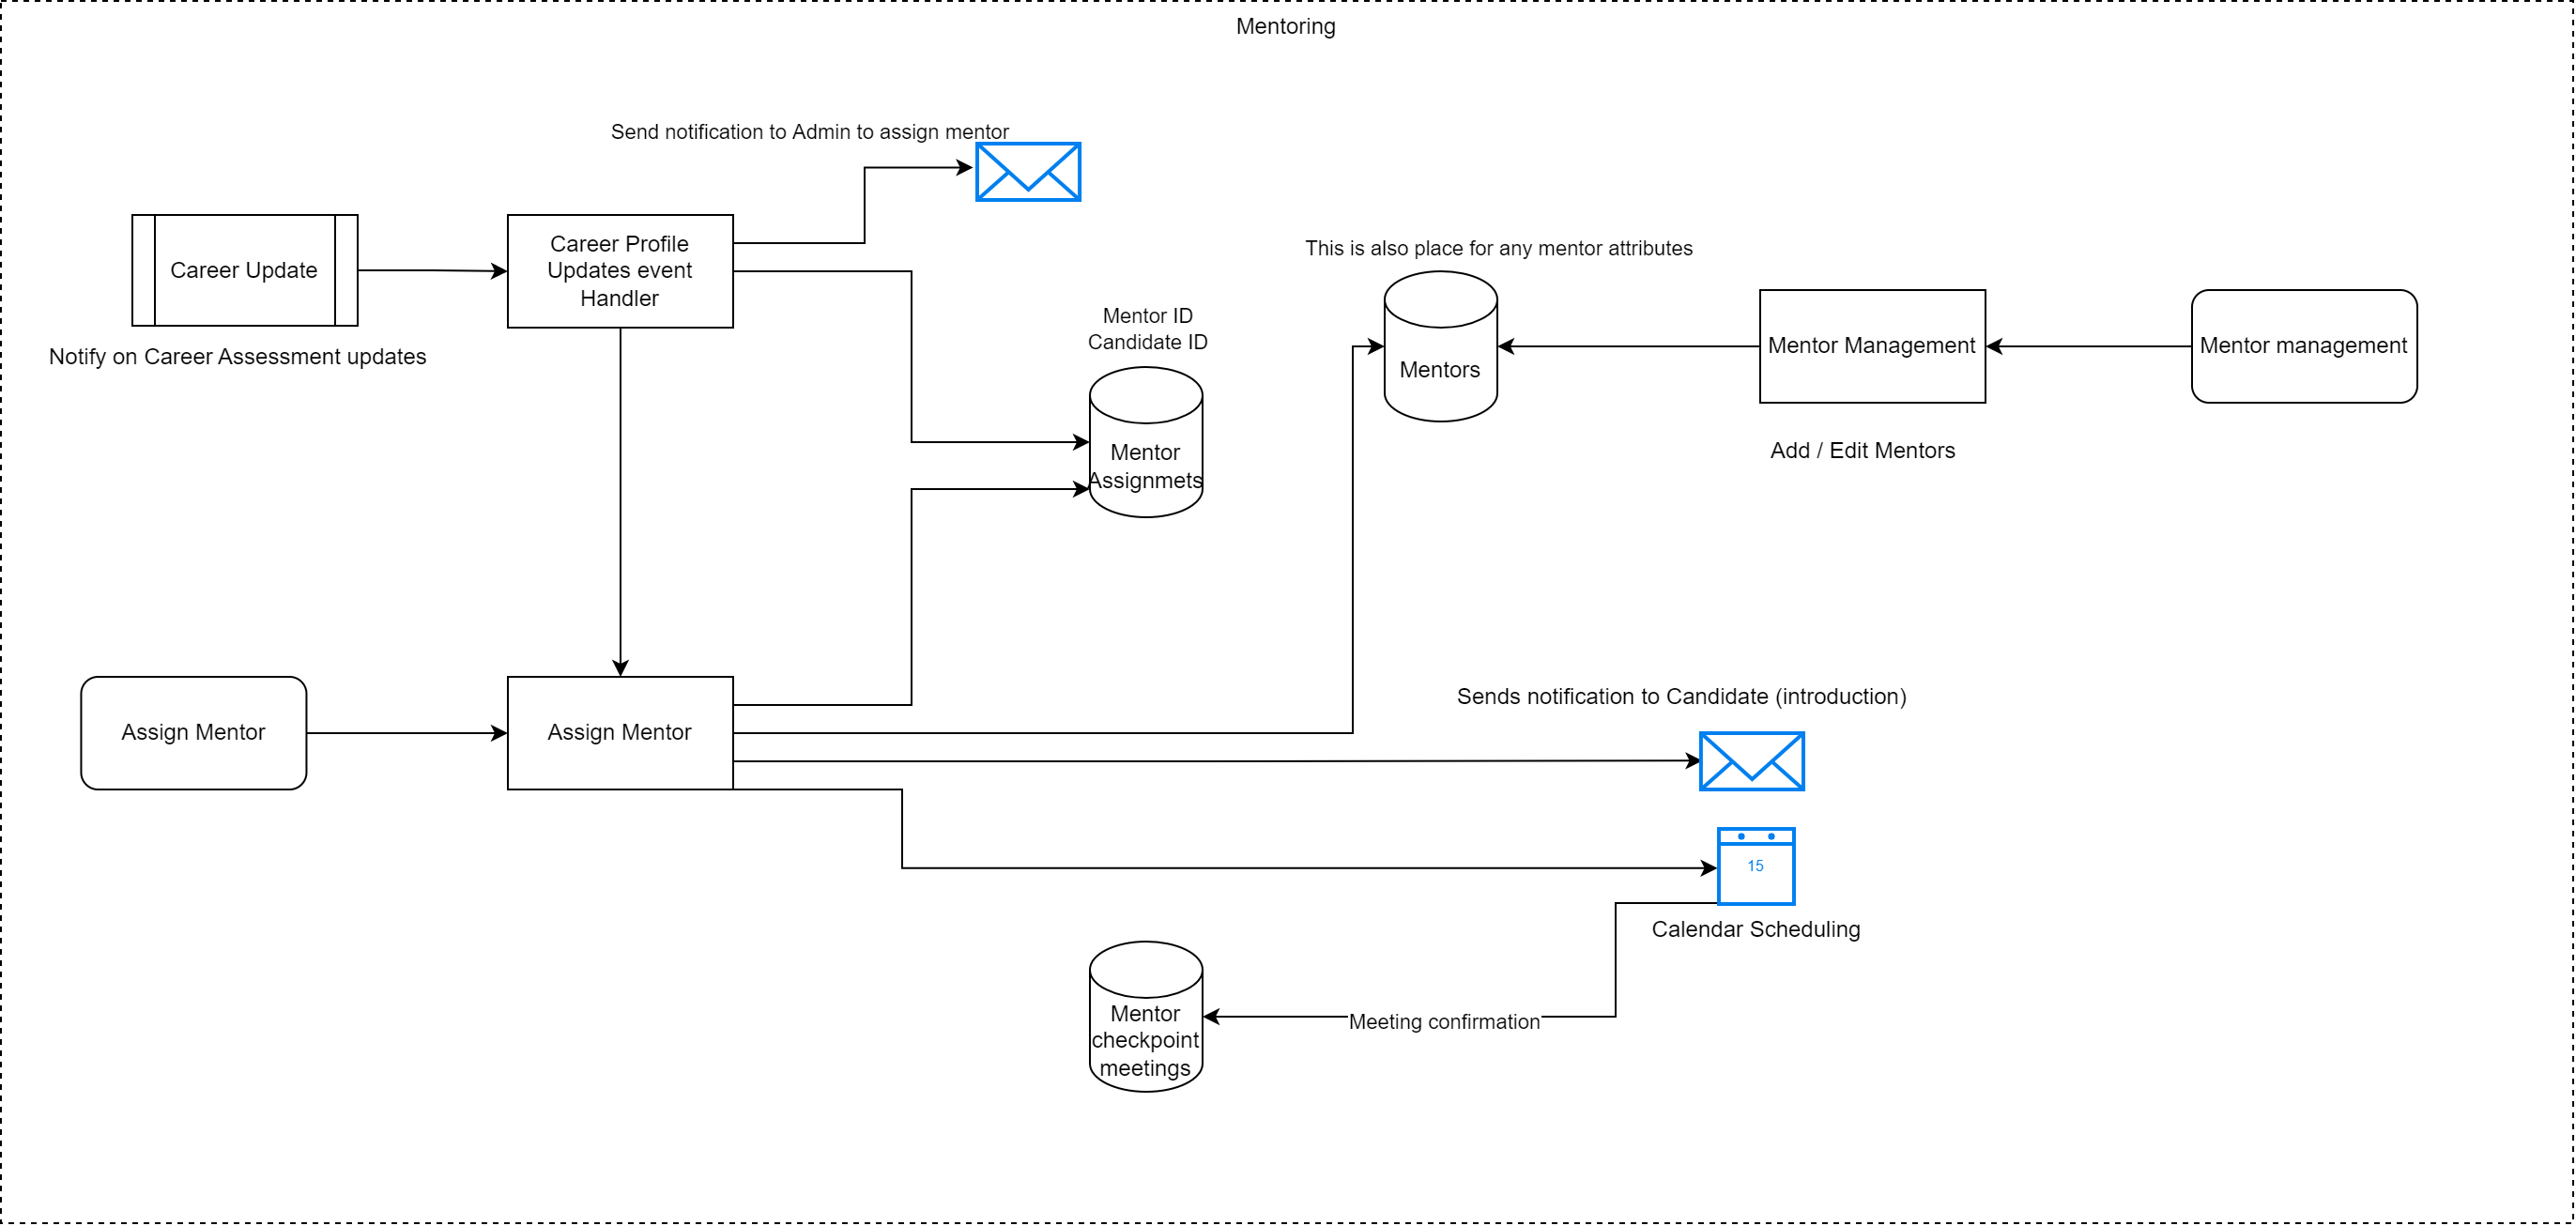 Mentoring
Send notification to Admin to assign mentor
Career Update
Career Profile
Updates event
Handler
Notify on Career Assessment updates
This is also place for any mentor attributes
Mentor ID
Candidate ID
Mentor
Assignmets
Mentors
Mentor Management
Mentor management
Add / Edit Mentors
Assign Mentor
Assign Mentor
Sends notification to Candidate (introduction)
15
Calendar Scheduling
Meeting confirmation
Mentor
checkpoint
meetings